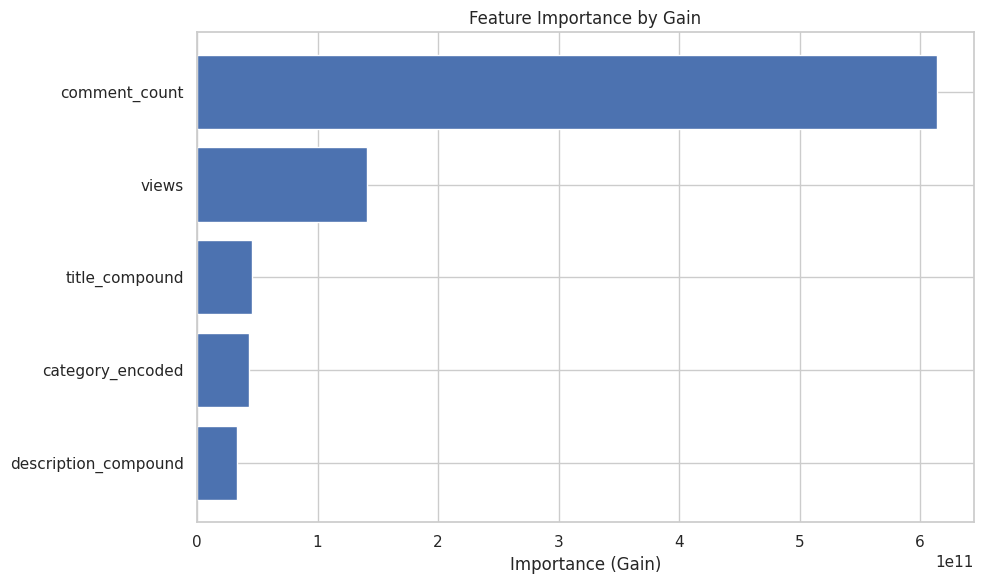 Feature Importance by Gain
comment_count
views
title_compound
category_encoded
description_compound
0 1 2 3 4 5 6
1e11
Importance (Gain)